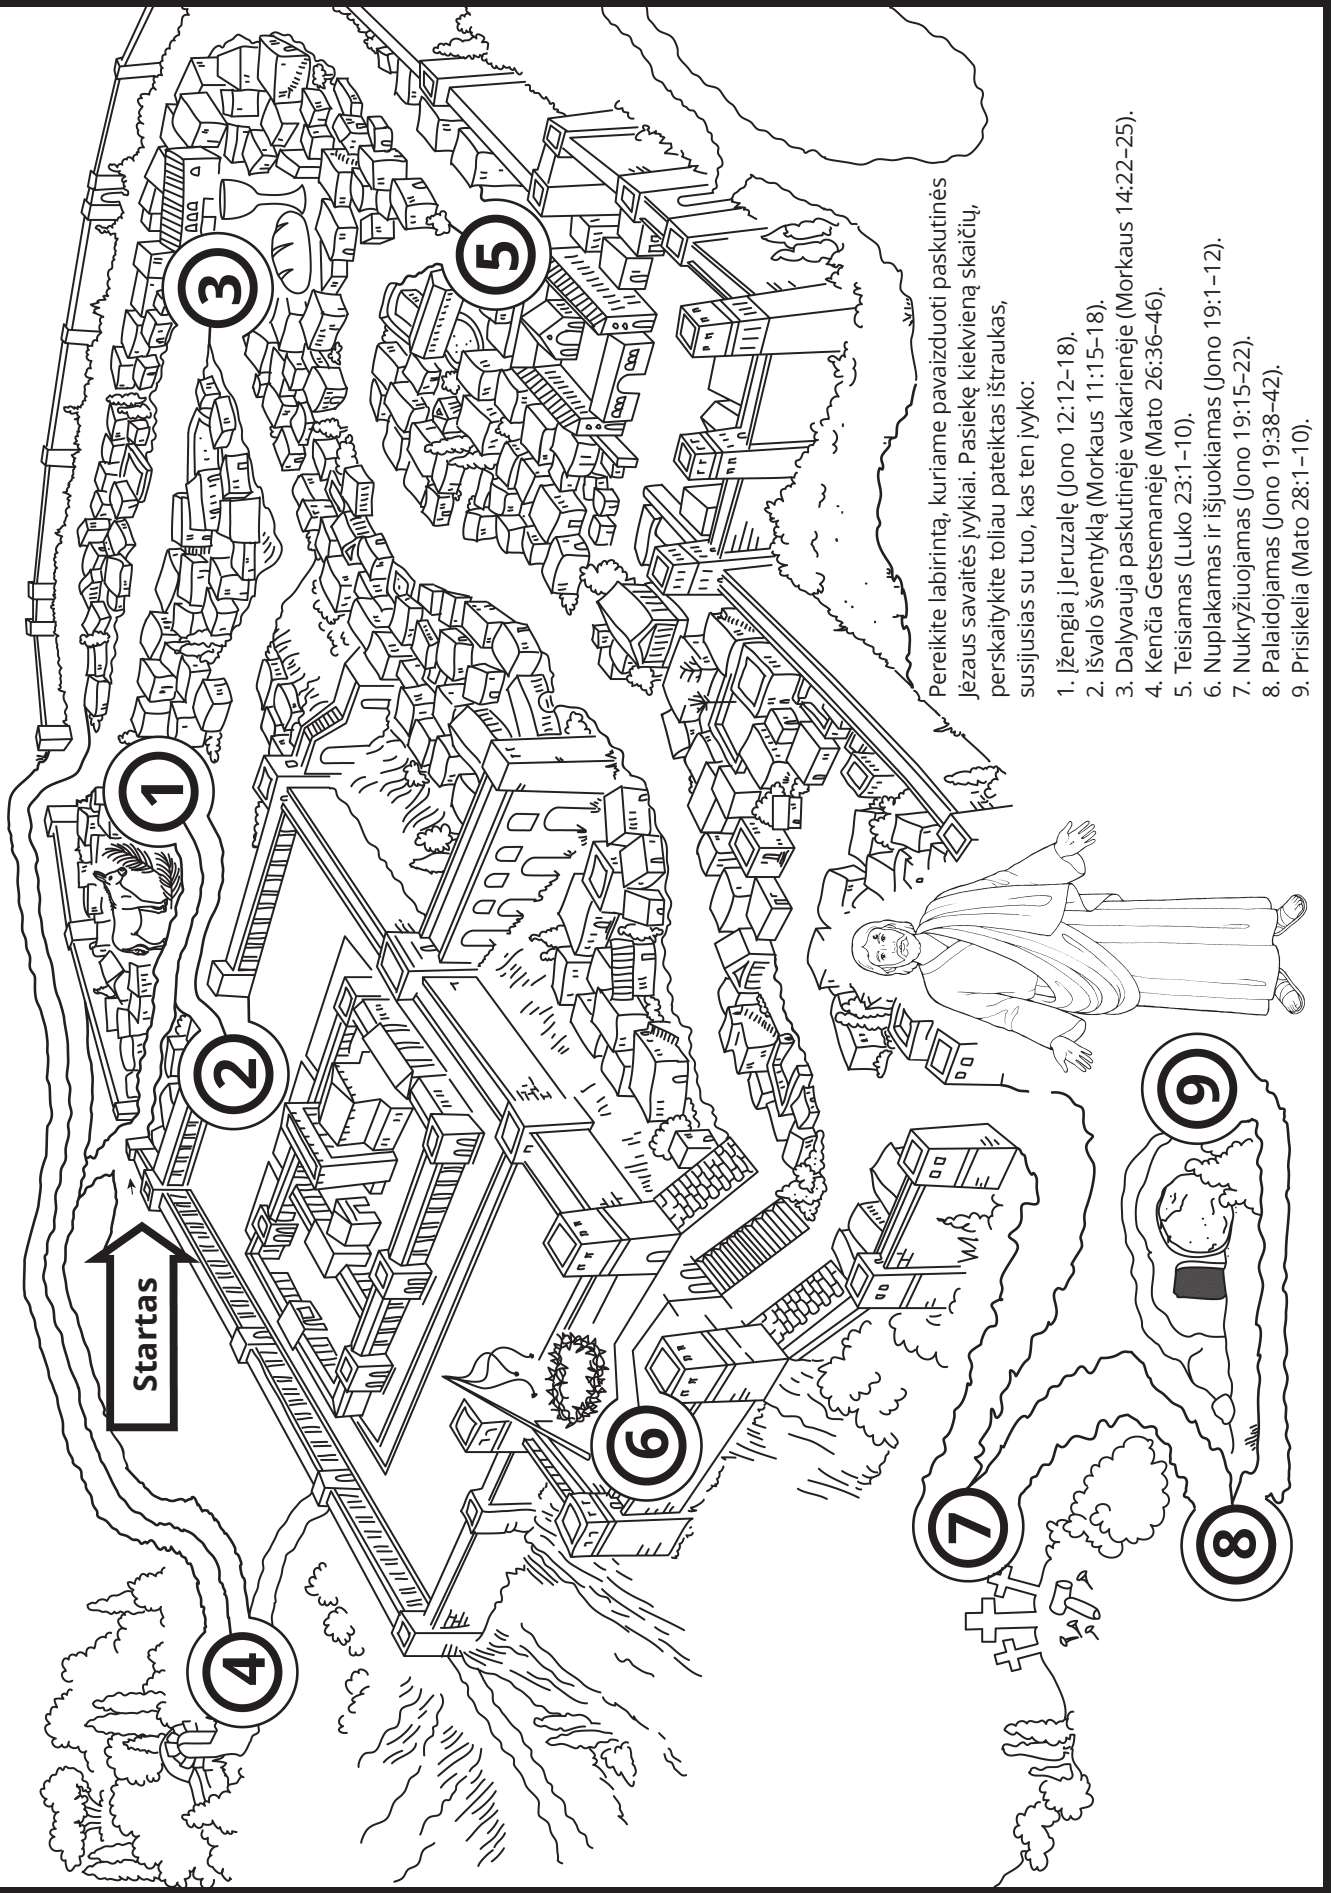 Startas
1
2
3
4
5
6
7
8
9
Pereikite labirintą, kuriame pavaizduoti paskutinės
Jėzaus savaitės įvykiai. Pasiekę kiekvieną skaičių,
perskaitykite toliau pateiktas ištraukas,
susijusias su tuo, kas ten įvyko:
1. Įžengia į Jeruzalę (Jono 12:12–18).
2. Išvalo šventyklą (Morkaus 11:15–18).
3. Dalyvauja paskutinėje vakarienėje (Morkaus 14:22–25).
4. Kenčia Getsemanėje (Mato 26:36–46).
5. Teisiamas (Luko 23:1–10).
6. Nuplakamas ir išjuokiamas (Jono 19:1–12).
7. Nukryžiuojamas (Jono 19:15–22).
8. Palaidojamas (Jono 19:38–42).
9. Prisikelia (Mato 28:1–10).